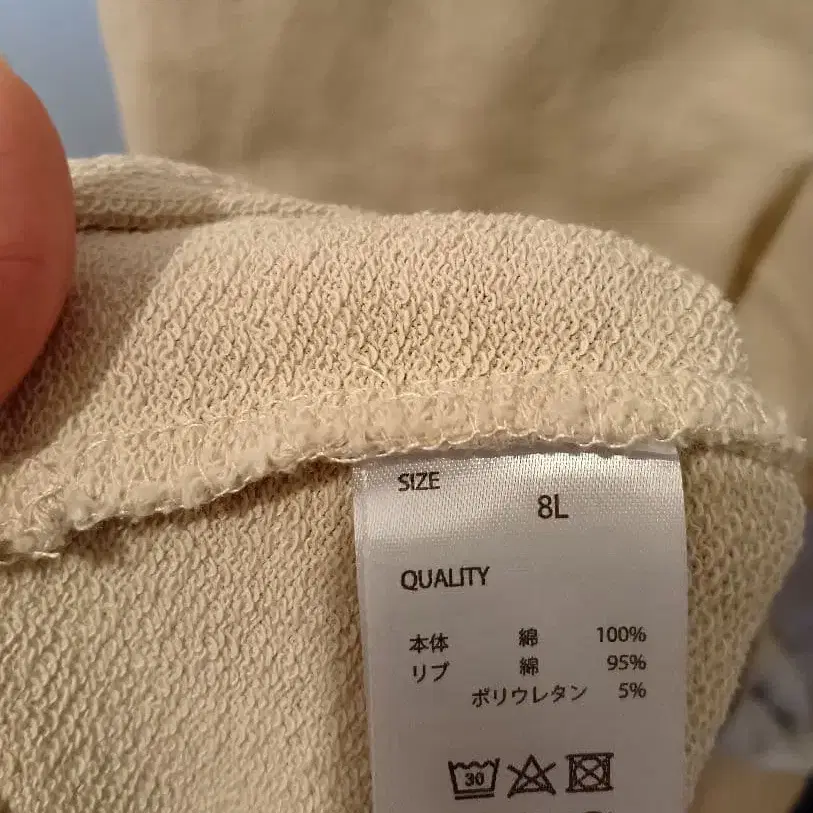 SIZE
8L
QUALITY
本体 綿 100%
リブ 綿 95%
ポリウレタン 5%
30